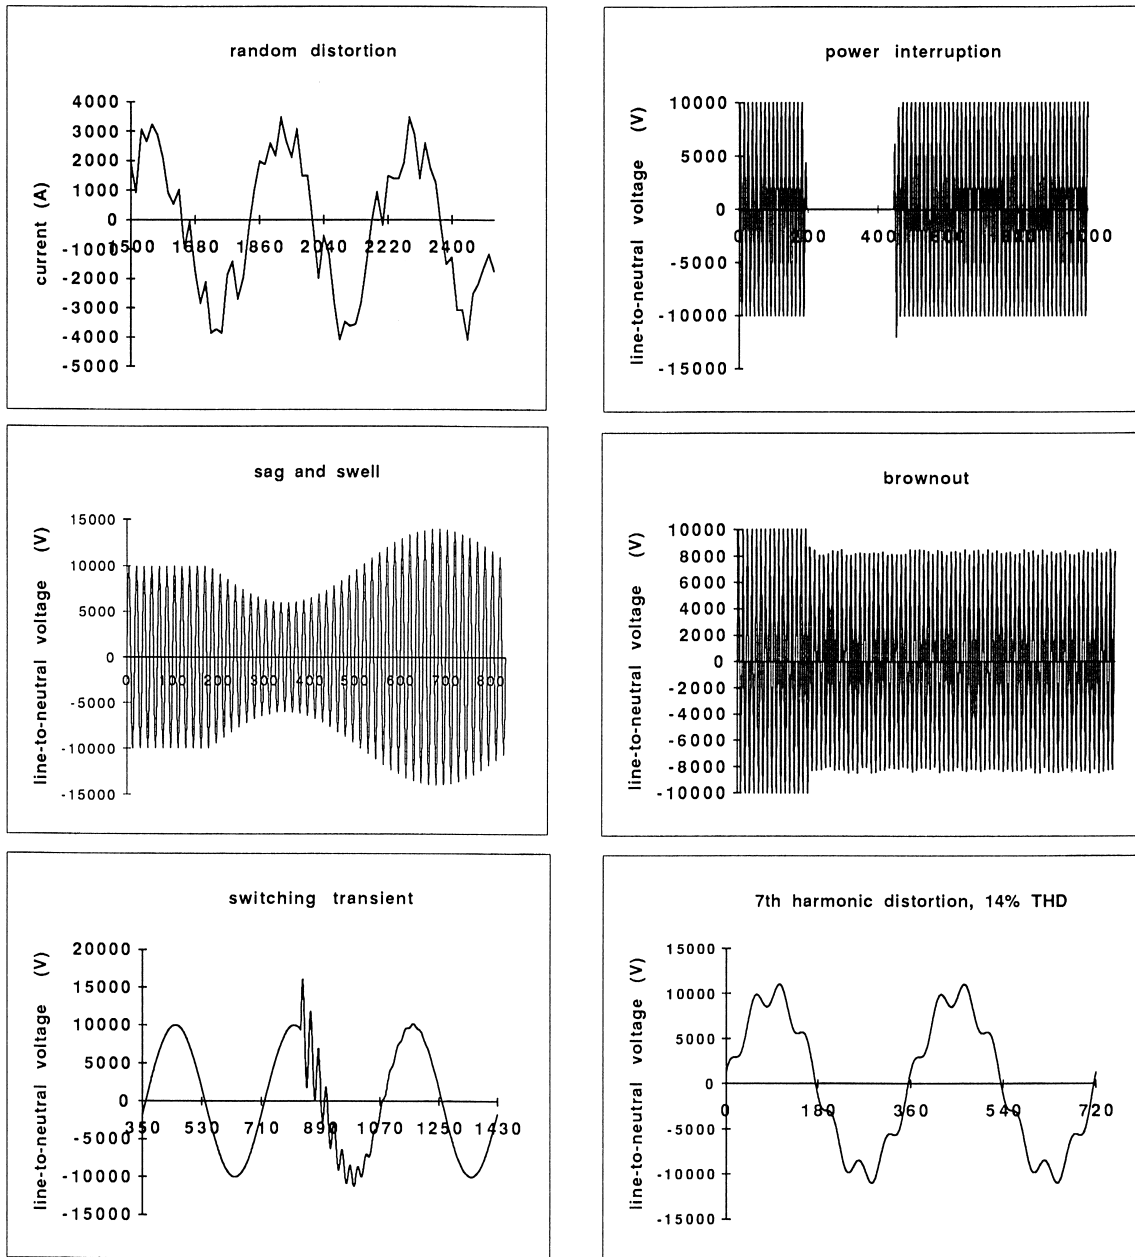 random distortion
current (A)
4000
3000
2000
1000
0
-1000
-2000
-3000
-4000
-5000
1500 1680 1860 2040 2220 2400
power interruption
line-to-neutral voltage (V)
10000
5000
0
-5000
-10000
-15000
0 200 400 600 800 1000
sag and swell
line-to-neutral voltage (V)
15000
10000
5000
0
-5000
-10000
-15000
0 100 200 300 400 500 600 700 800
brownout
line-to-neutral voltage (V)
10000
8000
6000
4000
2000
0
-2000
-4000
-6000
-8000
-10000
switching transient
line-to-neutral voltage (V)
20000
15000
10000
5000
0
-5000
-10000
-15000
350 530 710 890 1070 1250 1430
7th harmonic distortion, 14% THD
line-to-neutral voltage (V)
15000
10000
5000
0
-5000
-10000
-15000
0 180 360 540 720